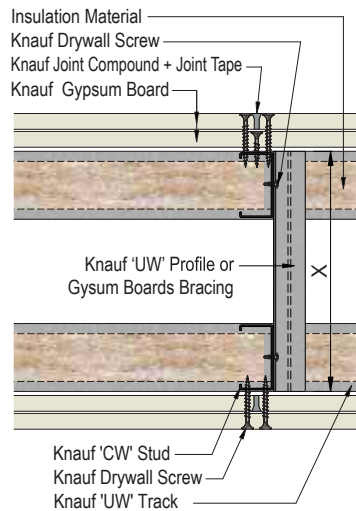 Insulation Material
Knauf Drywall Screw
Knauf Joint Compound + Joint Tape
Knauf Gypsum Board
Knauf ‘UW’ Profile or
Gysum Boards Bracing
X
Knauf 'CW' Stud
Knauf Drywall Screw
Knauf 'UW' Track